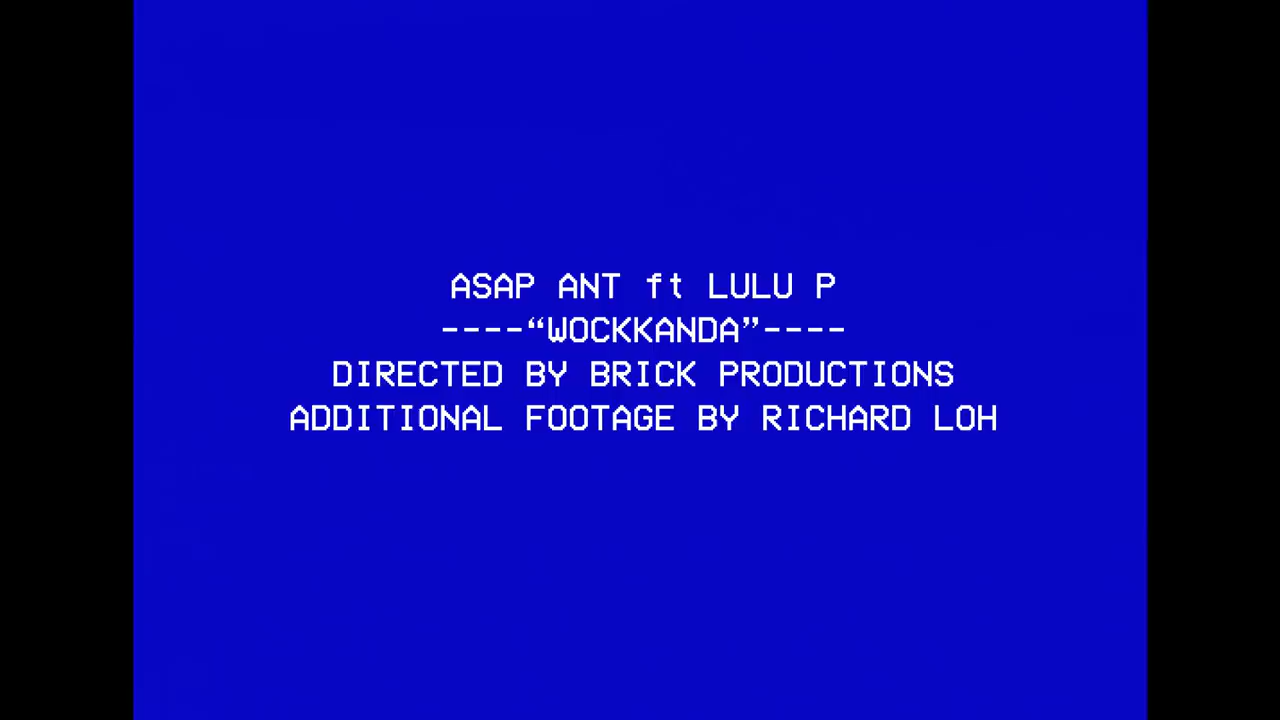 ASAP ANT ft LULU P
----“WOCKKANDA”----
DIRECTED BY BRICK PRODUCTIONS
ADDITIONAL FOOTAGE BY RICHARD LOH